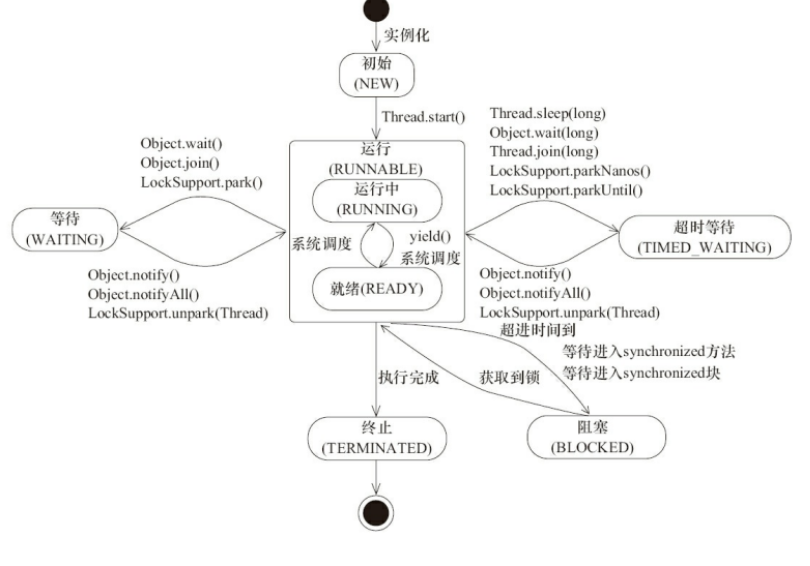 实例化
初始
(NEW)
Thread.start()
Object.wait()
Object.join()
LockSupport.park()
Thread.sleep(long)
Object.wait(long)
Thread.join(long)
LockSupport.parkNanos()
LockSupport.parkUntil()
运行
(RUNNABLE)
运行中
(RUNNING)
等待
(WAITING)
系统调度
yield()
系统调度
超时等待
(TIMED_WAITING)
就绪(READY)
Object.notify()
Object.notifyAll()
LockSupport.unpark(Thread)
Object.notify()
Object.notifyAll()
LockSupport.unpark(Thread)
超进时间到
等待进入synchronized方法
等待进入synchronized块
执行完成
获取到锁
终止
(TERMINATED)
阻塞
(BLOCKED)